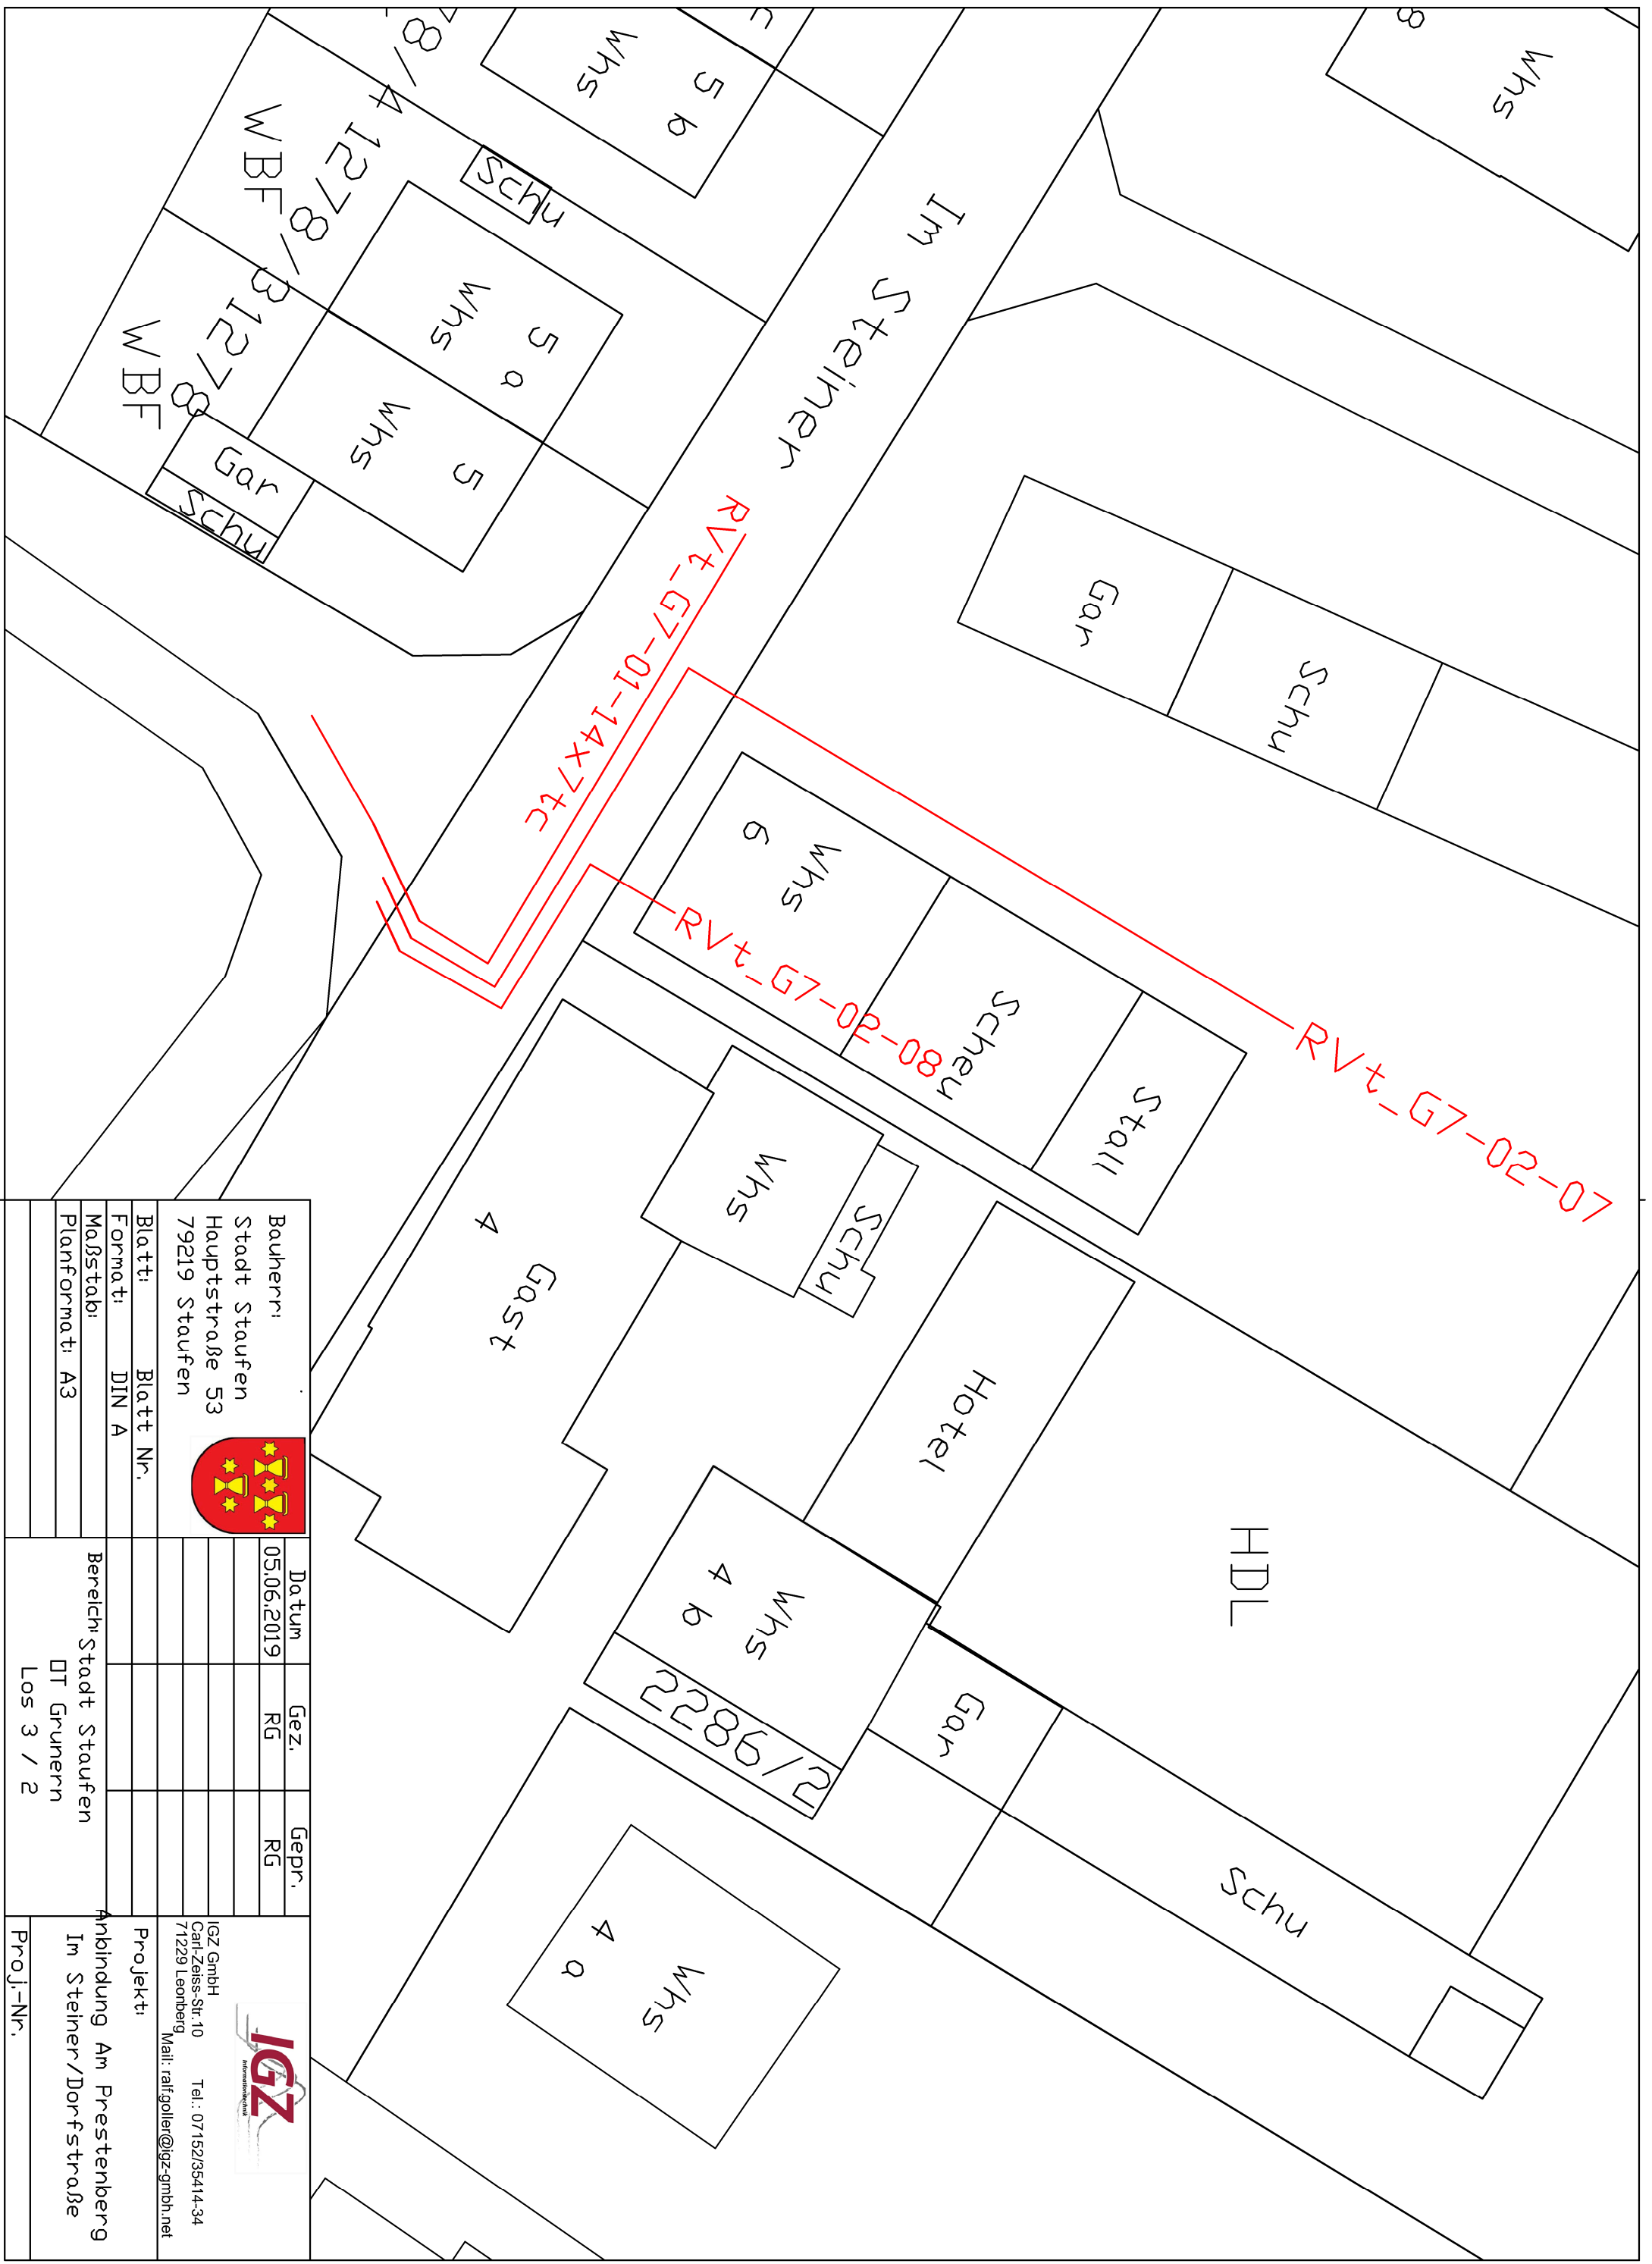 8
Whs
Whs
5 b
Im Steiner
78/4
1278/3
1278
WBF
WBF
Schu
Whs
5 a
Whs
5
Gar
Schu
RVt_G7-01-14x7tc
Gar
Schu
Whs
6
RVt_G7-02-08
Scheu
Stall
RVt_G7-02-07
Whs
Schu
4
Gast
Hotel
HDL
Whs
4 b
2286/2
Gar
Schu
Whs
4 a
Bauherr:
Stadt Staufen
Hauptstraße 53
79219 Staufen
Blatt: Blatt Nr.
Format: DIN A
Maßstab:
Planformat: A3
Datum Gez. Gepr.
05.06.2019 RG RG
Bereich: Stadt Staufen
OT Grunern
Los 3 / 2
IGZ
Informationstechnik
IGZ GmbH
Carl-Zeiss-Str.10 Tel.: 07152/35414-34
71229 Leonberg
Mail: ralf.goller@igz-gmbh.net
Projekt:
Anbindung Am Prestenberg
Im Steiner/Dorfstraße
Proj.-Nr.